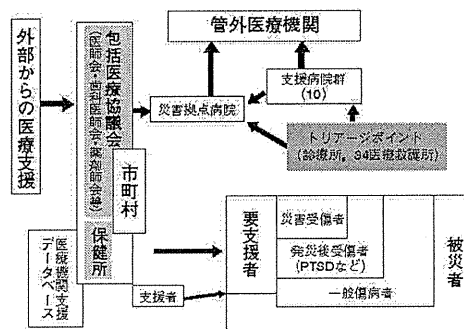 管外医療機関
外部からの医療支援
包括医療協議会
(医師会・歯科医師会・薬剤師会等)
災害拠点病院
支援病院群
(10)
トリアージポイント
(診療所，34医療救護所)
市町村
保健所
医療機関支援
データベース
支援者
要支援者
災害受傷者
発災後受傷者
(PTSDなど)
一般傷病者
被災者